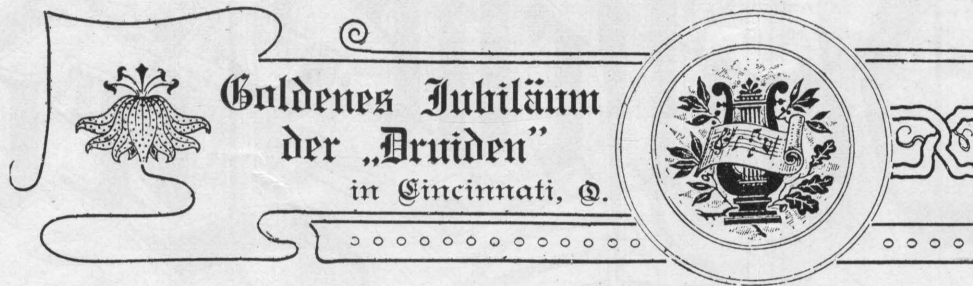 Goldenes Jubiläum
der „Druiden”
in Cincinnati, O.